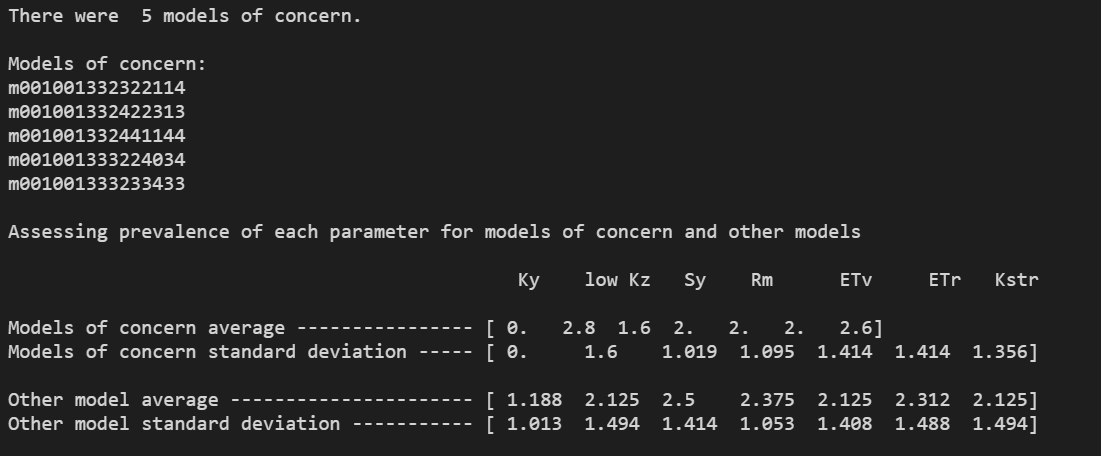 There were  5 models of concern.
Models of concern:
m001001332322114
m001001332422313
m001001332441144
m001001333224034
m001001333233433
Assessing prevalence of each parameter for models of concern and other models
Ky    low Kz   Sy    Rm      ETv     ETr   Kstr
Models of concern average ---------------- [ 0.   2.8  1.6  2.   2.   2.   2.6]
Models of concern standard deviation ----- [ 0.     1.6    1.019  1.095  1.414  1.414  1.356]
Other model average ---------------------- [ 1.188  2.125  2.5    2.375  2.125  2.312  2.125]
Other model standard deviation ----------- [ 1.013  1.494  1.414  1.053  1.408  1.488  1.494]